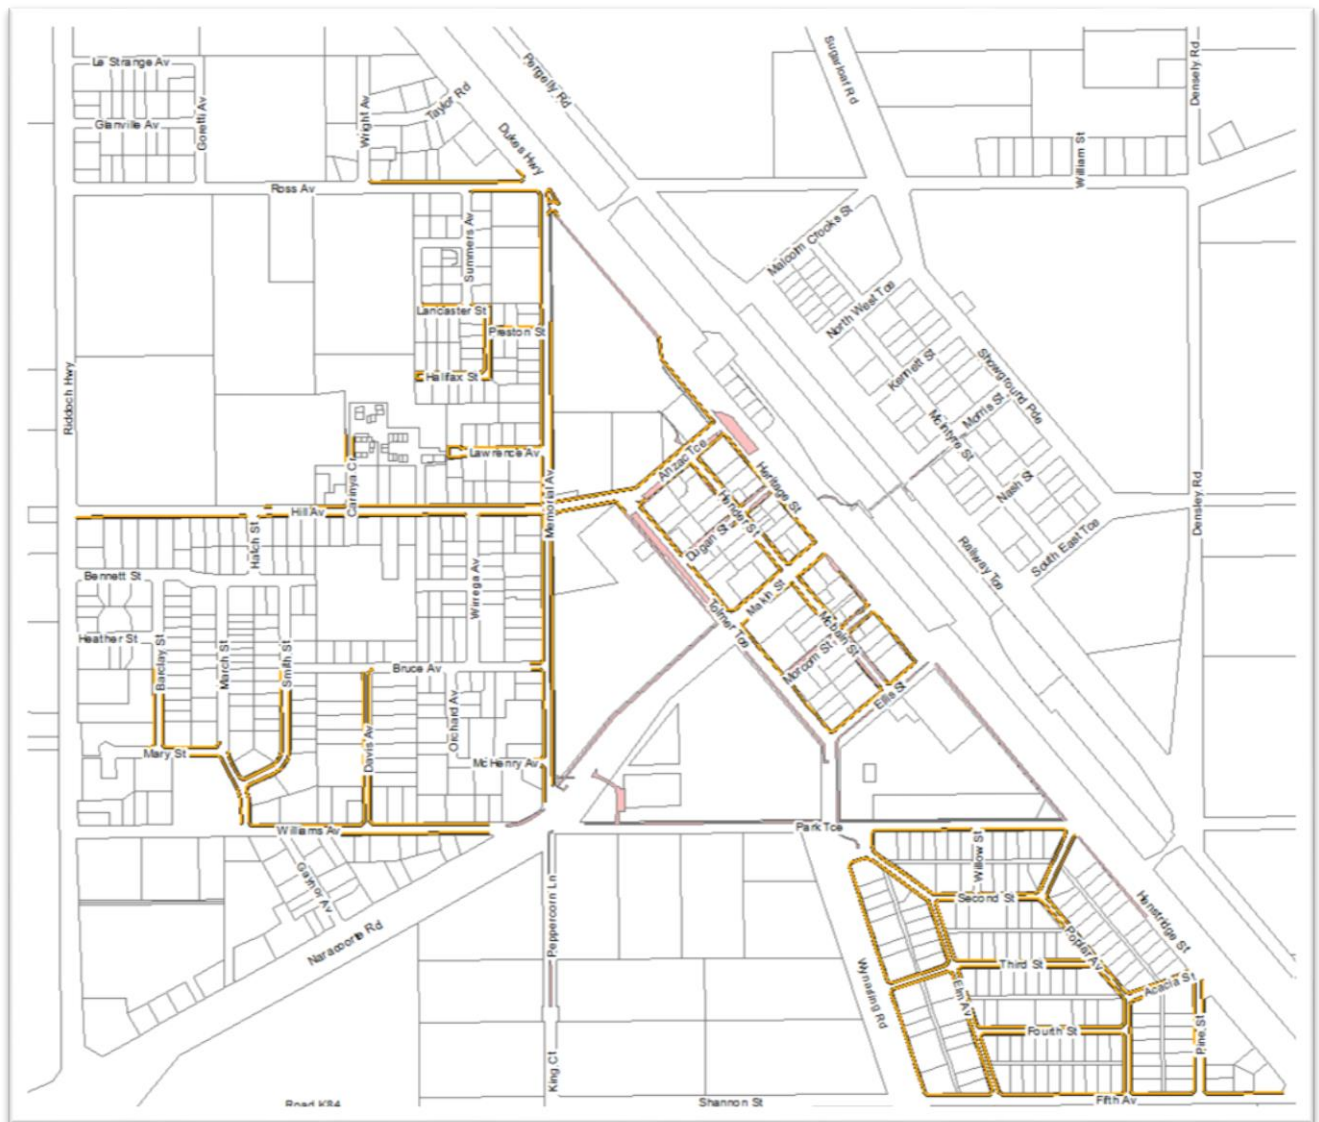 Le Strange Av
Glanville Av
Goretti Av
Wright Av
Taylor Rd
Dukes Hwy
Pergelly Rd
Sugarloaf Rd
Densely Rd
William St
Ross Av
Summers Av
Malcolm Crooks St
North West Tce
Lancaster St
Preston St
Halifax St
Riddoch Hwy
Kennett St
Showground Pde
Morris St
McIntyre St
Nash St
South East Tce
Railway Tce
Densley Rd
Carinya Ct
Lawrence Av
Memorial Av
Anzac Tce
Heritage St
Hender St
Dugan St
Hill Av
Hatch St
Bennett St
Heather St
Barclay St
March St
Smith St
Wirrega Av
Bruce Av
Orchard Av
Davis Av
McHenry Av
Mary St
Williams Av
Tolmer Tce
Makin St
McBain St
Morcom St
Ellis St
Park Tce
Gaynor Av
Naracoorte Rd
Peppercorn Ln
King Ct
Willow St
Second St
Poplar Av
Henstridge St
Third St
Acacia St
Elm Av
Fourth St
Pine St
Fifth Av
Shannon St
Road K84